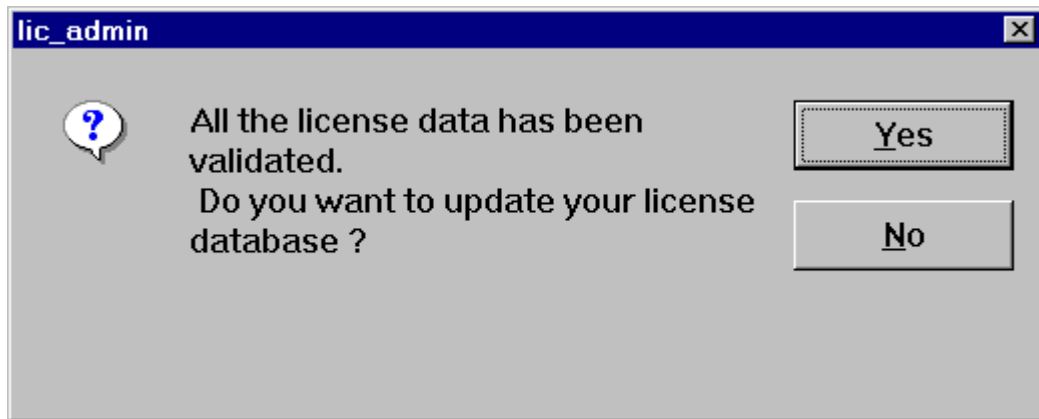 lic_admin
All the license data has been
validated.
Do you want to update your license
database ?
Yes
No